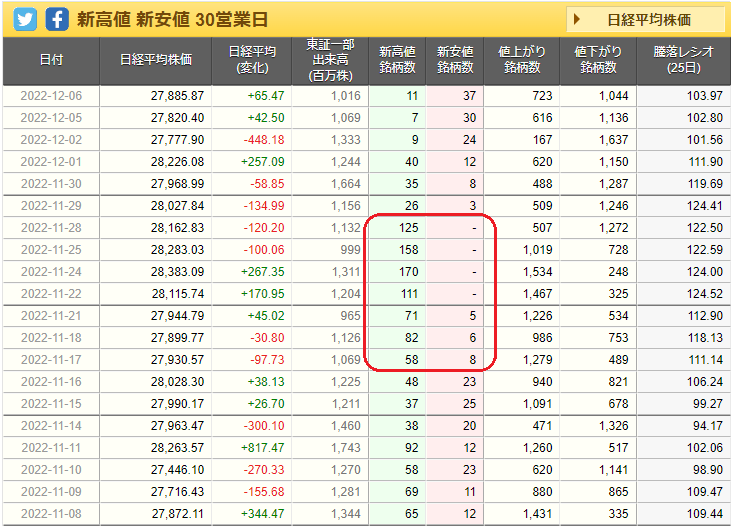 新高値 新安値 30営業日
日経平均株価
日付 日経平均株価 日経平均(変化) 東証一部出来高(百万株) 新高値銘柄数 新安値銘柄数 値上がり銘柄数 値下がり銘柄数 騰落レシオ(25日)
2022-12-06 27,885.87 +65.47 1,016 11 37 723 1,044 103.97
2022-12-05 27,820.40 +42.50 1,069 7 30 616 1,136 102.80
2022-12-02 27,777.90 -448.18 1,333 9 24 167 1,637 101.56
2022-12-01 28,226.08 +257.09 1,244 40 12 620 1,150 111.90
2022-11-30 27,968.99 -58.85 1,664 35 8 488 1,287 119.69
2022-11-29 28,027.84 -134.99 1,156 26 3 509 1,246 124.41
2022-11-28 28,162.83 -120.20 1,132 125 - 507 1,272 122.50
2022-11-25 28,283.03 -100.06 999 158 - 1,019 728 122.59
2022-11-24 28,383.09 +267.35 1,311 170 - 1,534 248 124.00
2022-11-22 28,115.74 +170.95 1,204 111 - 1,467 325 124.52
2022-11-21 27,944.79 +45.02 965 71 5 1,226 534 112.90
2022-11-18 27,899.77 -30.80 1,126 82 6 986 753 118.13
2022-11-17 27,930.57 -97.73 1,069 58 8 1,279 489 111.14
2022-11-16 28,028.30 +38.13 1,225 48 23 940 821 106.24
2022-11-15 27,990.17 +26.70 1,211 37 25 1,091 678 99.27
2022-11-14 27,963.47 -300.10 1,460 38 20 471 1,326 94.17
2022-11-11 28,263.57 +817.47 1,743 92 12 1,260 517 102.06
2022-11-10 27,446.10 -270.33 1,270 58 23 620 1,141 98.90
2022-11-09 27,716.43 -155.68 1,281 69 11 880 865 109.47
2022-11-08 27,872.11 +344.47 1,344 65 12 1,431 335 109.44